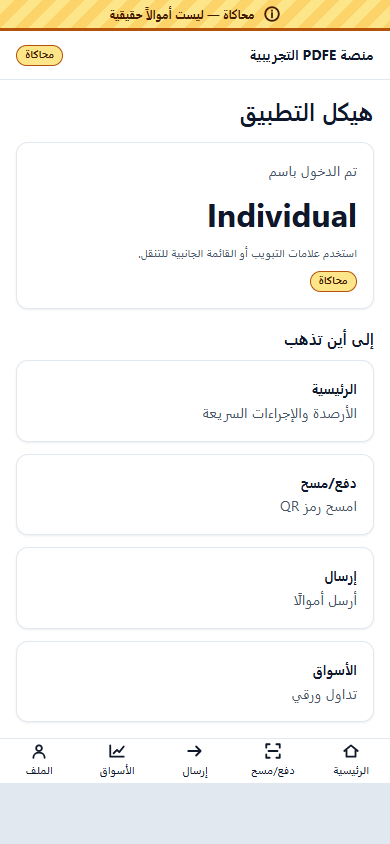 محاكاة — ليست أموالاً حقيقية
منصة PDFE التجريبية
محاكاة
هيكل التطبيق
تم الدخول باسم
Individual
استخدم علامات التبويب أو القائمة الجانبية للتنقل.
محاكاة
إلى أين تذهب
الرئيسية
الأرصدة والإجراءات السريعة
دفع/مسح
امسح رمز QR
إرسال
أرسل أموالًا
الأسواق
تداول ورقي
الرئيسية
دفع/مسح
إرسال
الأسواق
الملف